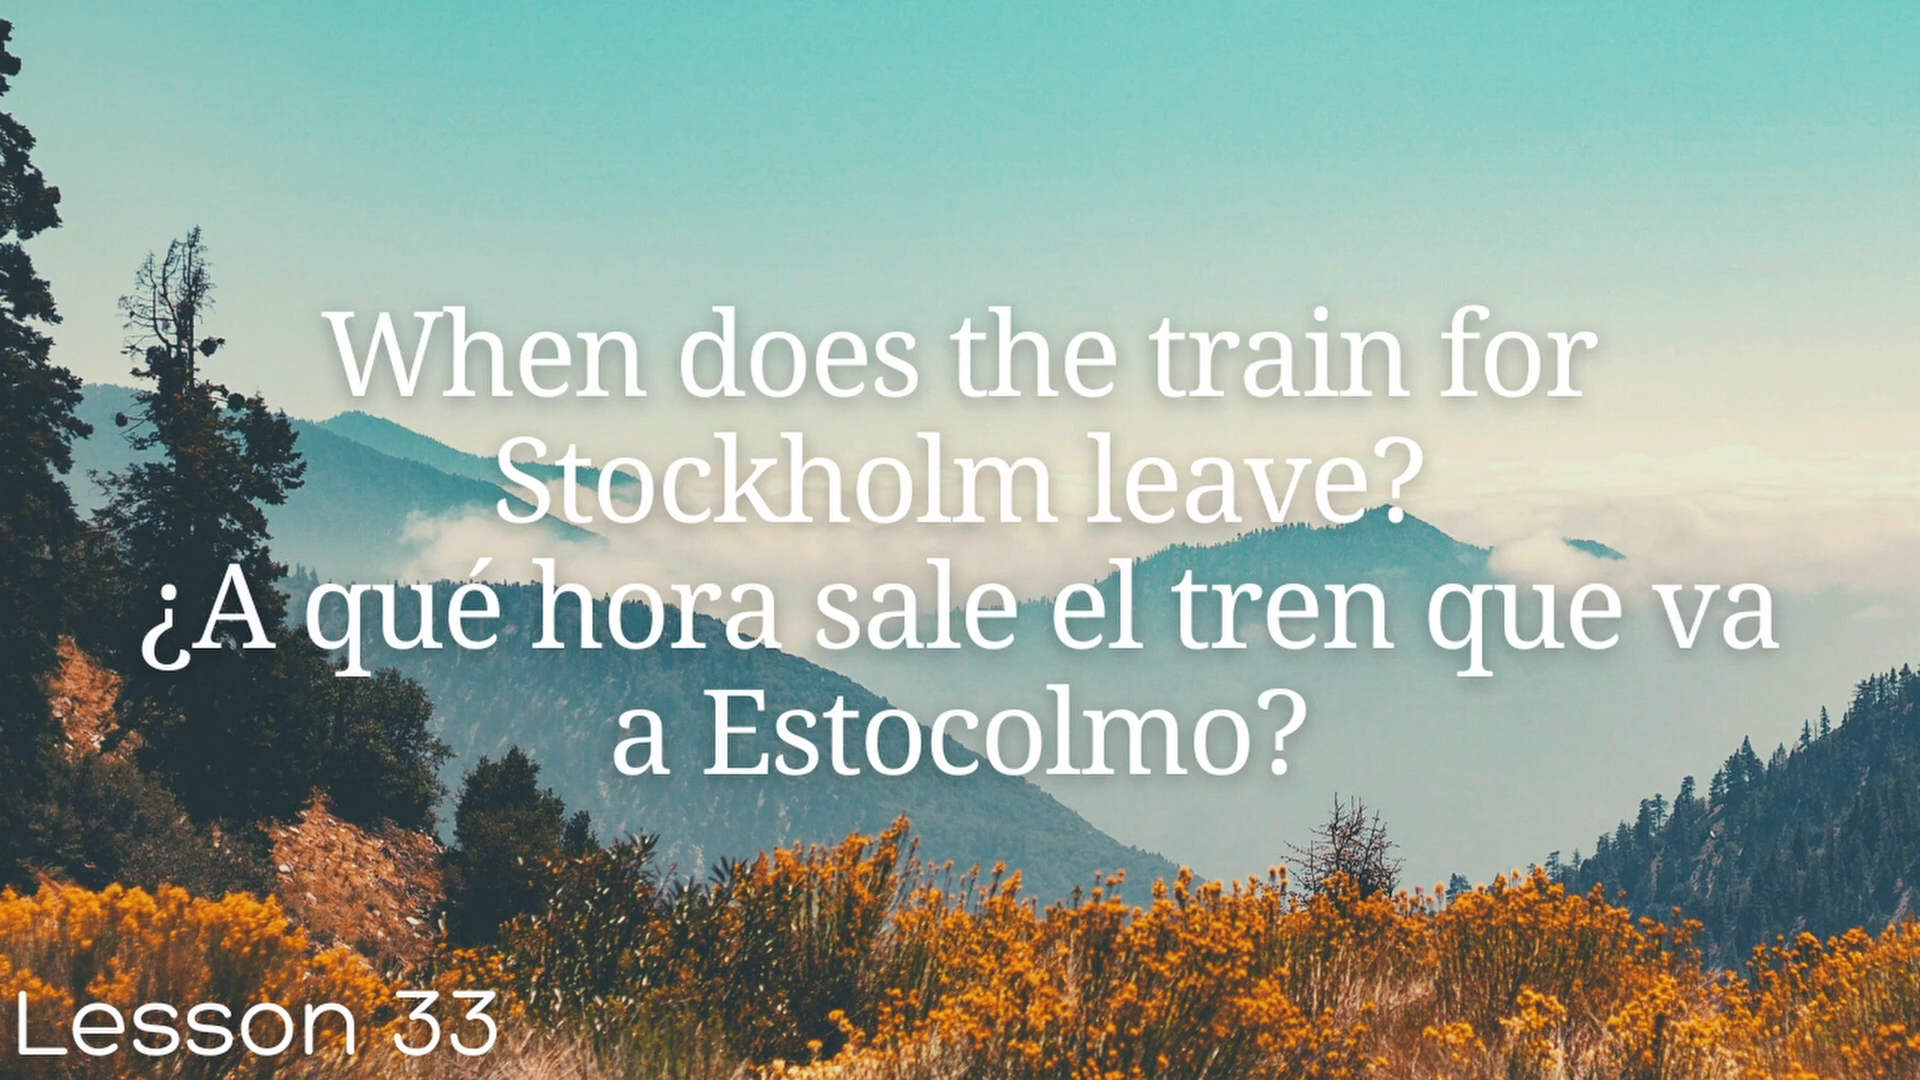 When does the train for
Stockholm leave?
¿A qué hora sale el tren que va
a Estocolmo?
Lesson 33